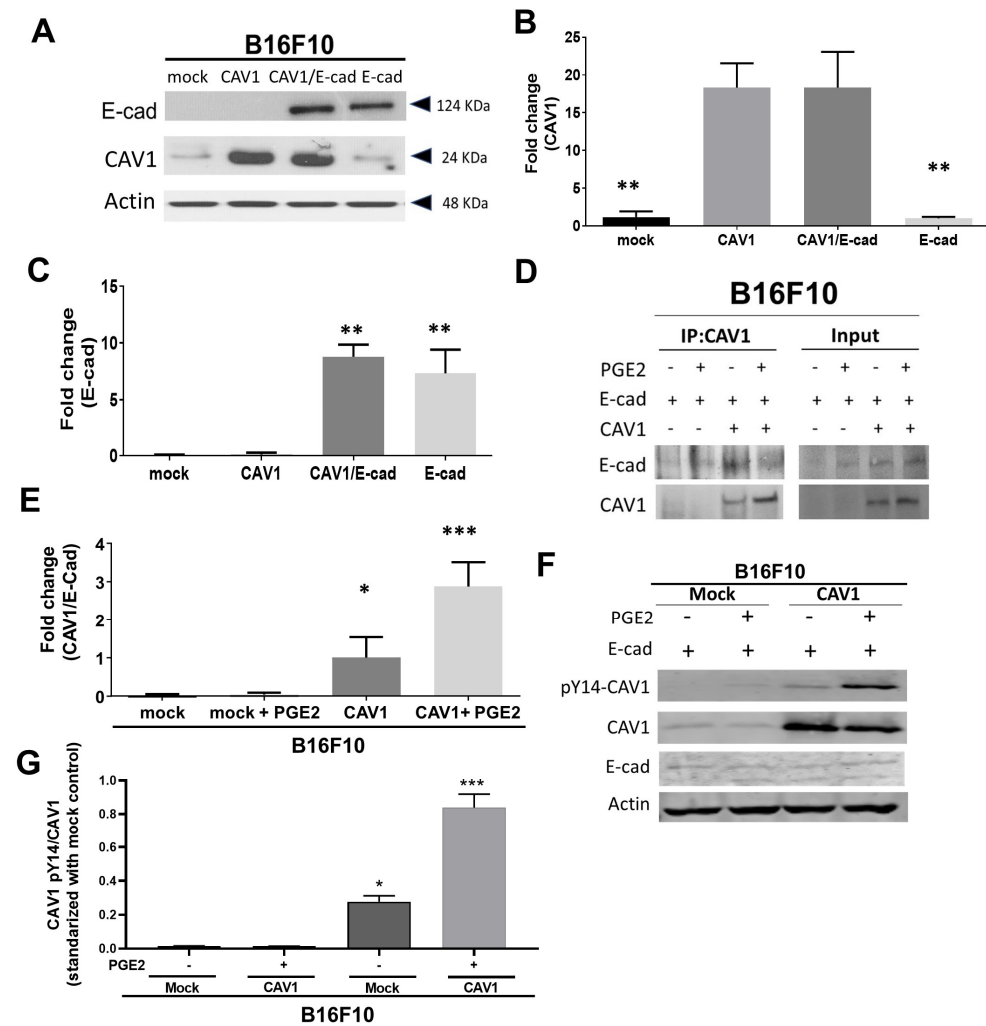 A
B16F10
mock CAV1 CAV1/E-cad E-cad
E-cad 124 KDa
CAV1 24 KDa
Actin 48 KDa
B
Fold change
(CAV1)
25
20
15
10
5
0
** **
mock CAV1 CAV1/E-cad E-cad
C
Fold change
(E-cad)
15
10
5
0
** **
mock CAV1 CAV1/E-cad E-cad
D
B16F10
IP:CAV1 Input
PGE2 - + - + - + - +
E-cad + + + + + + + +
CAV1 - - + + - - + +
E-cad
CAV1
E
Fold change
(CAV1/E-Cad)
4
3
2
1
0
* ***
mock mock + PGE2 CAV1 CAV1+ PGE2
B16F10
F
B16F10
Mock CAV1
PGE2 - + - +
E-cad + + + +
pY14-CAV1
CAV1
E-cad
Actin
G
CAV1 pY14/CAV1
(standarized with mock control)
1.0
0.8
0.6
0.4
0.2
0.0
* ***
PGE2 - + - +
Mock CAV1 Mock CAV1
B16F10